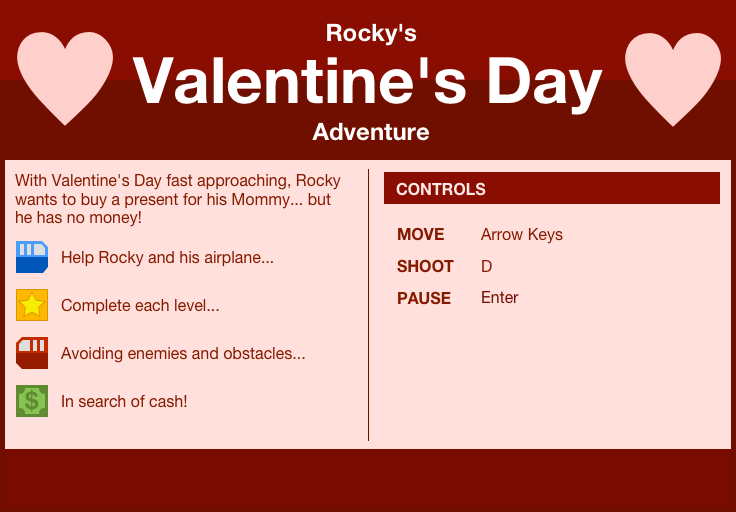 Rocky's
Valentine's Day
Adventure
With Valentine's Day fast approaching, Rocky
wants to buy a present for his Mommy... but
he has no money!
Help Rocky and his airplane...
Complete each level...
Avoiding enemies and obstacles...
$
In search of cash!
CONTROLS
MOVE Arrow Keys
SHOOT D
PAUSE Enter